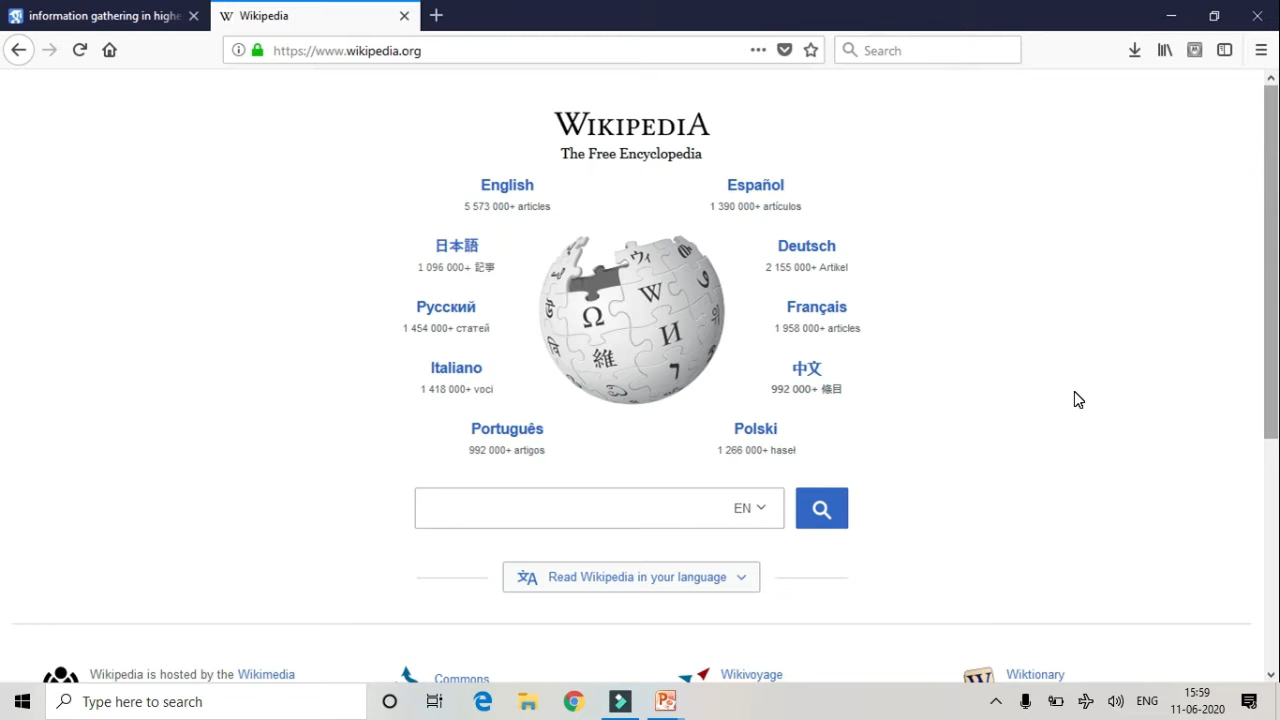 information gathering in highe
Wikipedia
https://www.wikipedia.org
Search
WIKIPEDIA
The Free Encyclopedia
English
5 573 000+ articles
Español
1 390 000+ artículos
日本語
1 096 000+ 記事
Deutsch
2 155 000+ Artikel
Русский
1 454 000+ статей
Français
1 958 000+ articles
Italiano
1 418 000+ voci
中文
992 000+ 條目
Português
992 000+ artigos
Polski
1 266 000+ haseł
Ω
W
И
維
ウィ
EN
Read Wikipedia in your language
Wikipedia is hosted by the Wikimedia
Commons
Wikivoyage
Wiktionary
Type here to search
ENG
15:59
11-06-2020